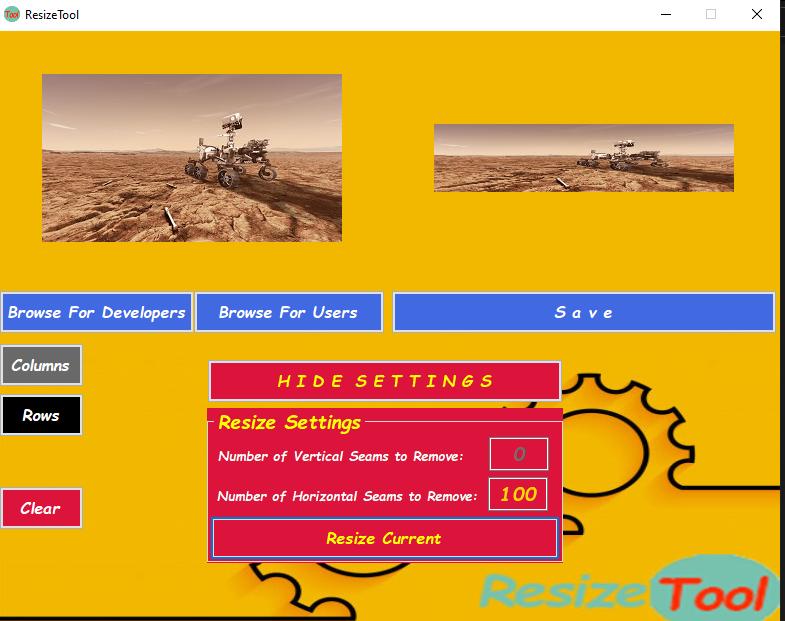 Tool ResizeTool
Browse For Developers
Browse For Users
S a v e
Columns
Rows
Clear
H I D E  S E T T I N G S
Resize Settings
Number of Vertical Seams to Remove:
0
Number of Horizontal Seams to Remove:
100
Resize Current
ResizeTool